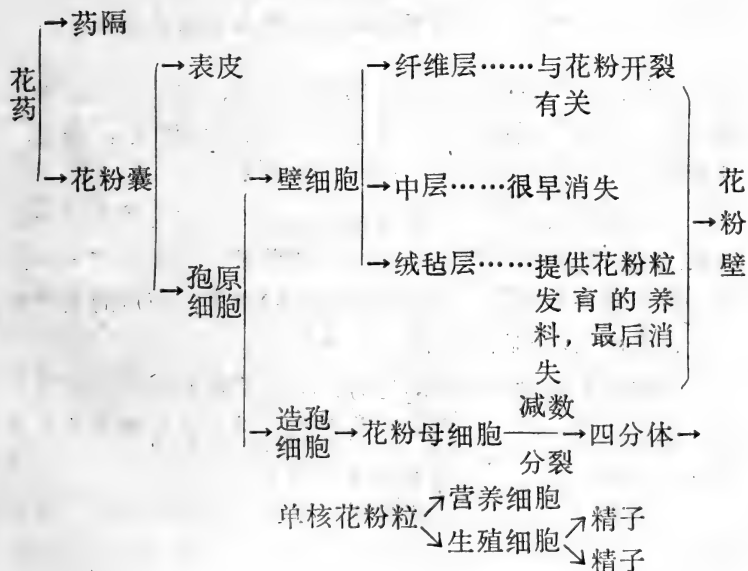 →药隔
花药
→花粉囊
→表皮
→孢原细胞
→壁细胞
→纤维层……与花粉开裂
有关
→中层……很早消失
→绒毡层……提供花粉粒
发育的养
料，最后消
失
花粉壁
→造孢细胞→花粉母细胞—减数分裂→四分体→
单核花粉粒↗营养细胞
↘生殖细胞↗精子
↘精子